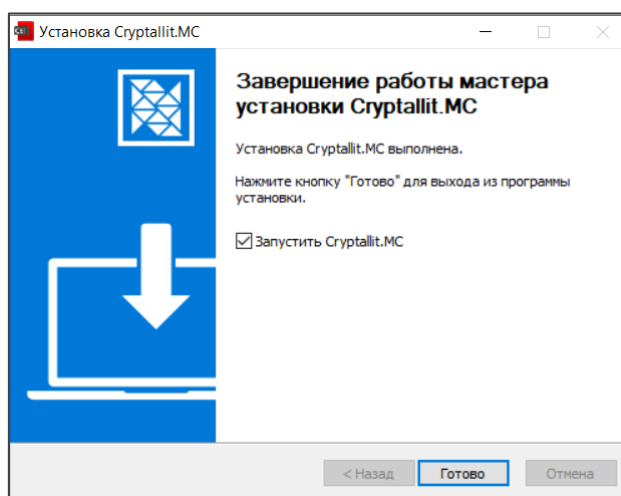 Установка Cryptallit.MC
Завершение работы мастера
установки Cryptallit.MC
Установка Cryptallit.MC выполнена.
Нажмите кнопку "Готово" для выхода из программы
установки.
Запустить Cryptallit.MC
< Назад
Готово
Отмена